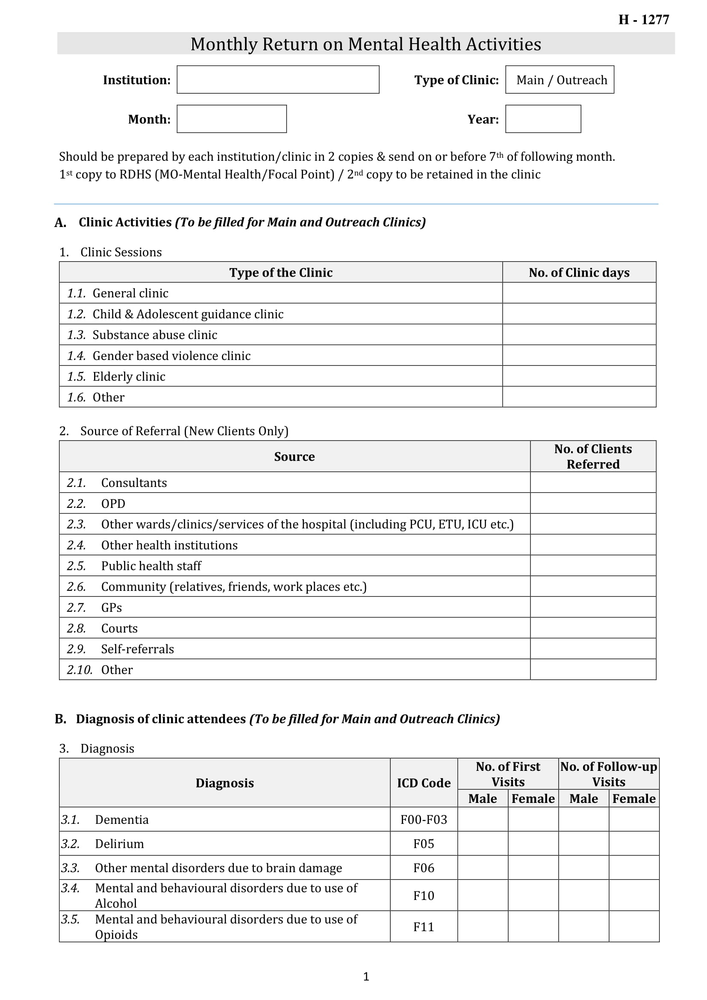 H - 1277
Monthly Return on Mental Health Activities
Institution: Type of Clinic: Main / Outreach
Month: Year:
Should be prepared by each institution/clinic in 2 copies & send on or before 7th of following month.
1st copy to RDHS (MO-Mental Health/Focal Point) / 2nd copy to be retained in the clinic
A. Clinic Activities (To be filled for Main and Outreach Clinics)
1. Clinic Sessions
Type of the Clinic No. of Clinic days
1.1. General clinic
1.2. Child & Adolescent guidance clinic
1.3. Substance abuse clinic
1.4. Gender based violence clinic
1.5. Elderly clinic
1.6. Other
2. Source of Referral (New Clients Only)
Source No. of Clients
Referred
2.1. Consultants
2.2. OPD
2.3. Other wards/clinics/services of the hospital (including PCU, ETU, ICU etc.)
2.4. Other health institutions
2.5. Public health staff
2.6. Community (relatives, friends, work places etc.)
2.7. GPs
2.8. Courts
2.9. Self-referrals
2.10. Other
B. Diagnosis of clinic attendees (To be filled for Main and Outreach Clinics)
3. Diagnosis
Diagnosis ICD Code No. of First
Visits No. of Follow-up
Visits
Male Female Male Female
3.1. Dementia F00-F03
3.2. Delirium F05
3.3. Other mental disorders due to brain damage F06
3.4. Mental and behavioural disorders due to use of
Alcohol F10
3.5. Mental and behavioural disorders due to use of
Opioids F11
1